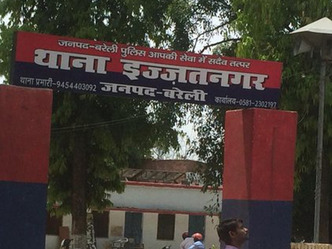 जनपद-बरेली पुलिस आपकी सेवा में सदैव तत्पर
थाना इज्जतनगर
थाना प्रभारी-9454403092 जनपद-बरेली कार्यालय-0581-2302197